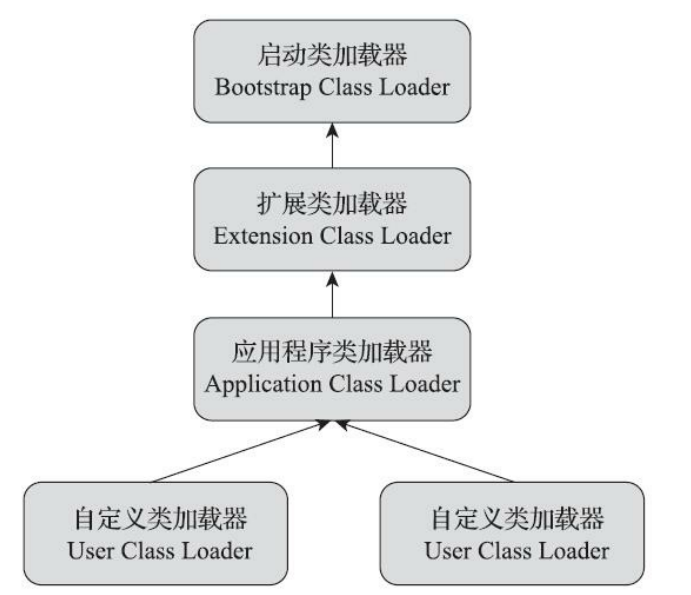 启动类加载器
Bootstrap Class Loader
扩展类加载器
Extension Class Loader
应用程序类加载器
Application Class Loader
自定义类加载器
User Class Loader
自定义类加载器
User Class Loader